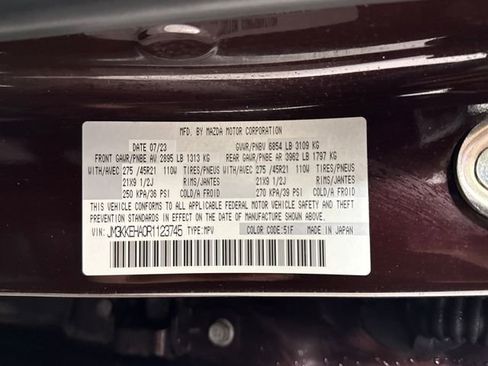 MFD. BY MAZDA MOTOR CORPORATION
DATE 07/23 GVWR/PNBV 6854 LB 3109 KG
FRONT GAWR/PNBE AV 2895 LB 1313 KG REAR GAWR/PNBE AR 3962 LB 1797 KG
WITH/AVEC 275 /45R21 110W TIRES/PNEUS WITH/AVEC 275 /45R21 110W TIRES/PNEUS
21X9 1/2J RIMS/JANTES 21X9 1/2J RIMS/JANTES
250 KPA/36 PSI COLD/A FROID 270 KPA/39 PSI COLD/A FROID
THIS VEHICLE CONFORMS TO ALL APPLICABLE FEDERAL MOTOR VEHICLE SAFETY AND THEFT
PREVENTION STANDARDS IN EFFECT ON THE DATE OF MANUFACTURE SHOWN ABOVE.
VIN: JM3KKEHA0R1123745 TYPE:MPV COLOR CODE:51F MADE IN JAPAN